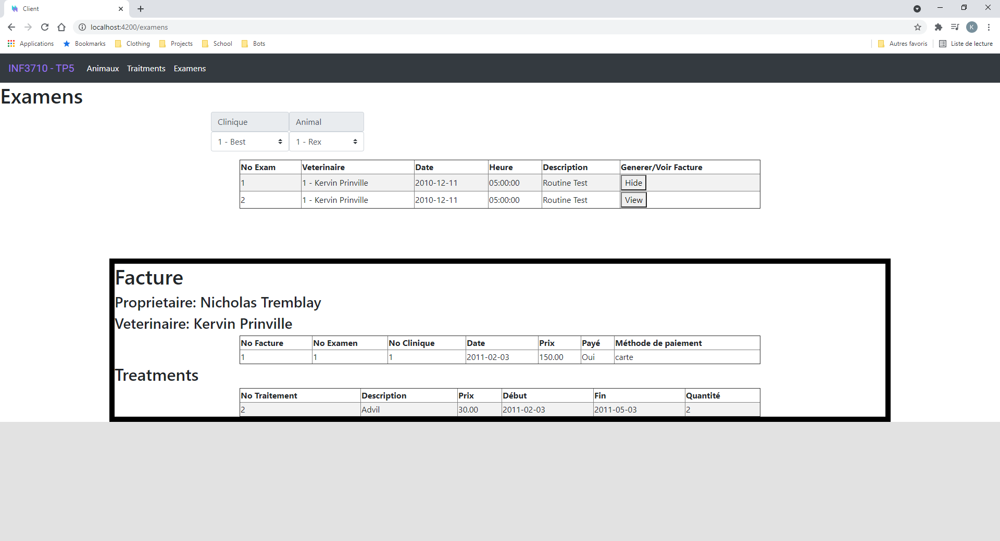 Client
localhost:4200/examens
K
Applications Bookmarks Clothing Projects School Bots Autres favoris Liste de lecture
INF3710 - TP5 Animaux Traitments Examens
Examens
Clinique Animal
1 - Best 1 - Rex
No Exam Veterinaire Date Heure Description Generer/Voir Facture
1 1 - Kervin Prinville 2010-12-11 05:00:00 Routine Test Hide
2 1 - Kervin Prinville 2010-12-11 05:00:00 Routine Test View
Facture
Proprietaire: Nicholas Tremblay
Veterinaire: Kervin Prinville
No Facture No Examen No Clinique Date Prix Payé Méthode de paiement
1 1 1 2011-02-03 150.00 Oui carte
Treatments
No Traitement Description Prix Début Fin Quantité
2 Advil 30.00 2011-02-03 2011-05-03 2